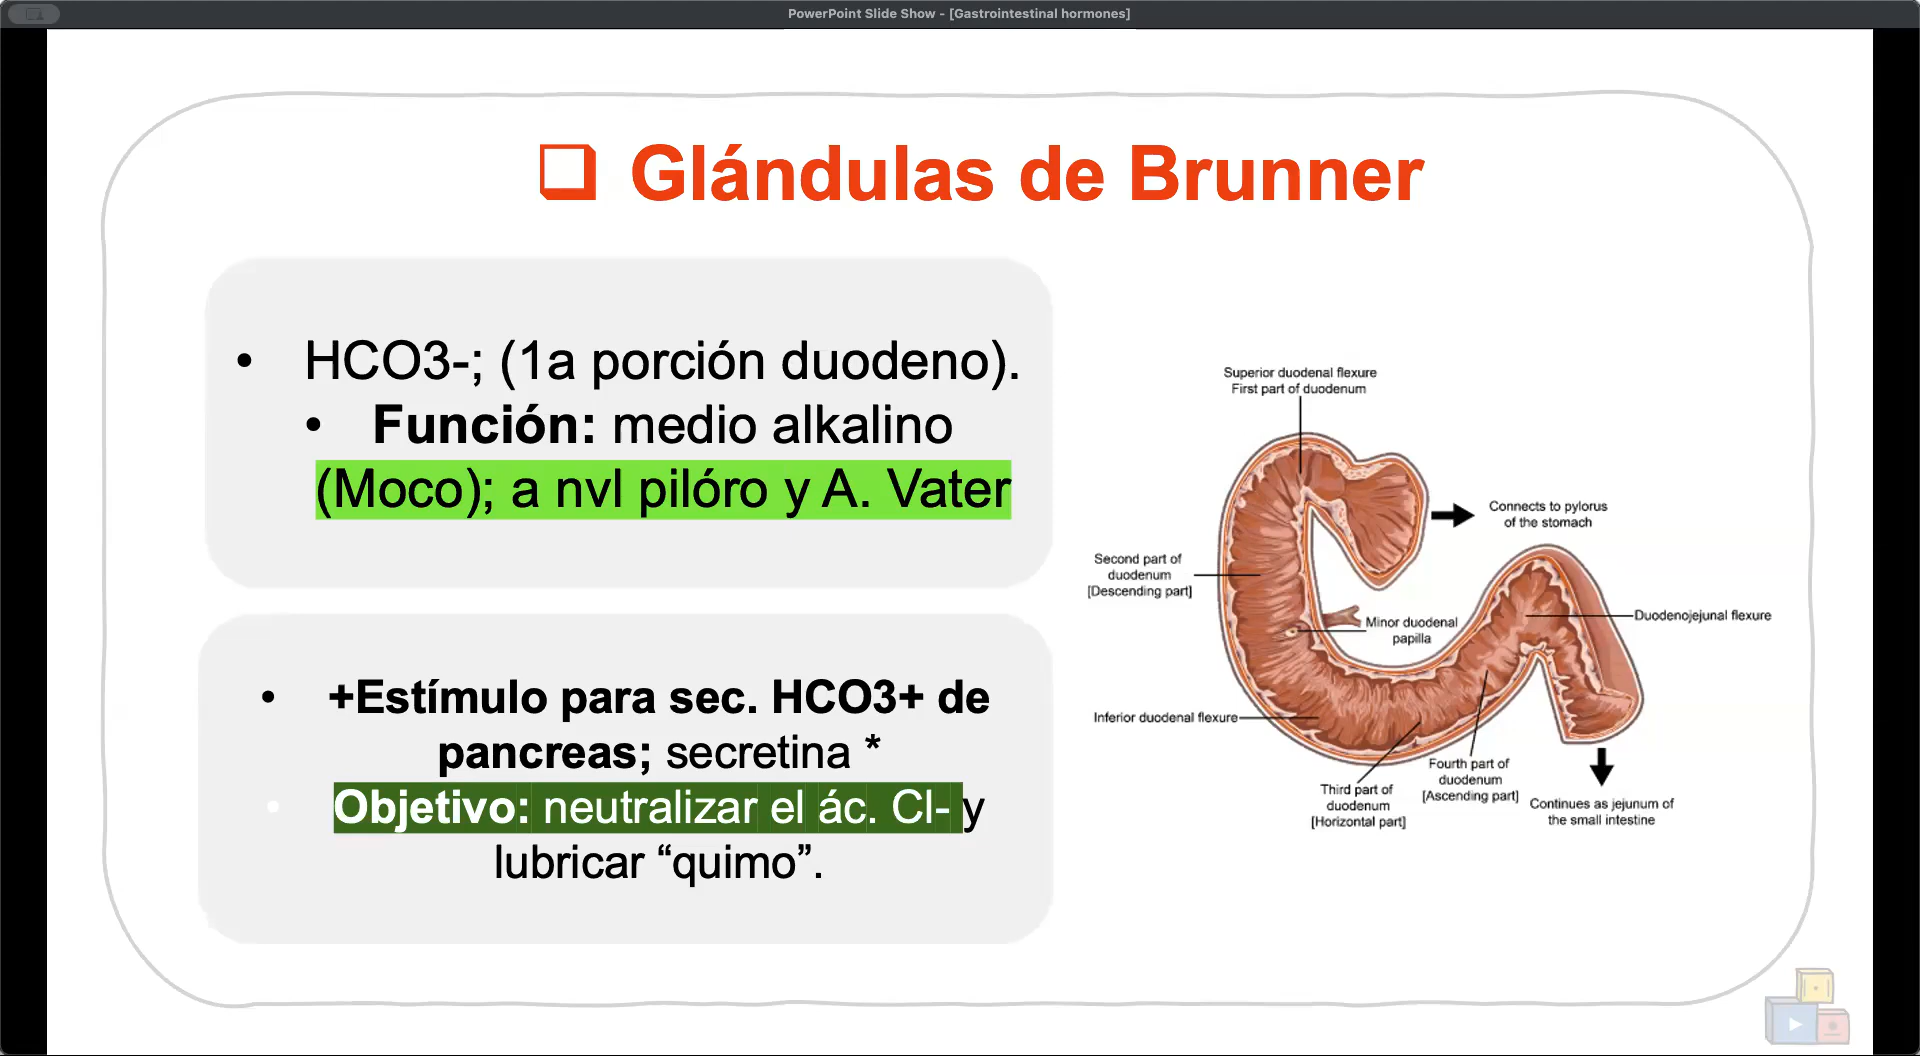 PowerPoint Slide Show - [Gastrointestinal hormones]
❑ Glándulas de Brunner
• HCO3-; (1a porción duodeno).
• Función: medio alkalino
(Moco); a nvl pilóro y A. Vater
• +Estímulo para sec. HCO3+ de
pancreas; secretina *
• Objetivo: neutralizar el ác. Cl- y
lubricar “quimo”.
Superior duodenal flexure
First part of duodenum
Connects to pylorus
of the stomach
Second part of
duodenum
[Descending part]
Minor duodenal
papilla
Duodenojejunal flexure
Inferior duodenal flexure
Fourth part of
duodenum
[Ascending part]
Third part of
duodenum
[Horizontal part]
Continues as jejunum of
the small intestine